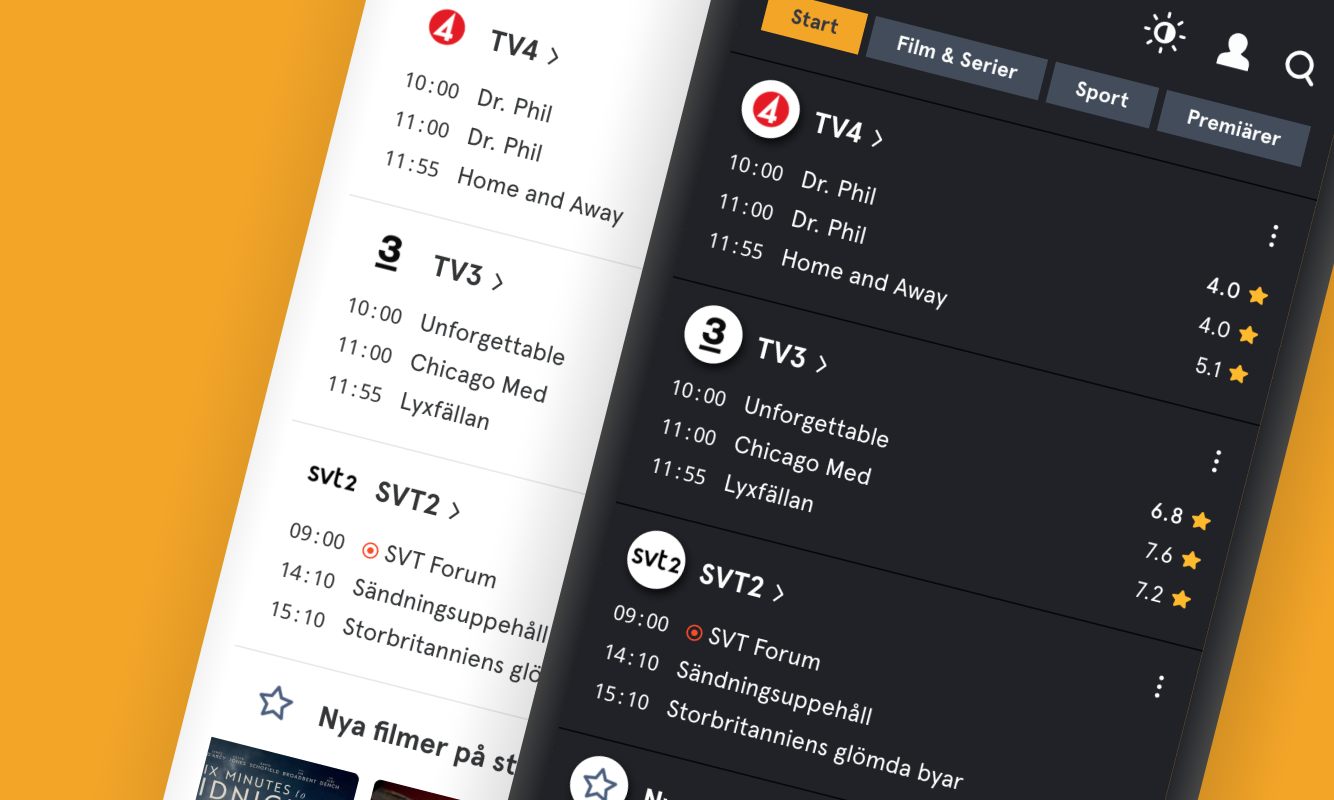 4 TV4
10:00 Dr. Phil
11:00 Dr. Phil
11:55 Home and Away
3 TV3
10:00 Unforgettable
11:00 Chicago Med
11:55 Lyxfällan
svt2 SVT2
09:00 SVT Forum
14:10 Sändningsuppehåll
15:10 Storbritanniens glö
Nya filmer på st
JONES SCHOFIELD BROADBENT DENCH
IX MINUTES to
IDNIGH
Start Film & Serier Sport Premiärer
4 TV4
10:00 Dr. Phil 4.0
11:00 Dr. Phil 4.0
11:55 Home and Away 5.1
3 TV3
10:00 Unforgettable 6.8
11:00 Chicago Med 7.6
11:55 Lyxfällan 7.2
svt2 SVT2
09:00 SVT Forum
14:10 Sändningsuppehåll
15:10 Storbritanniens glömda byar